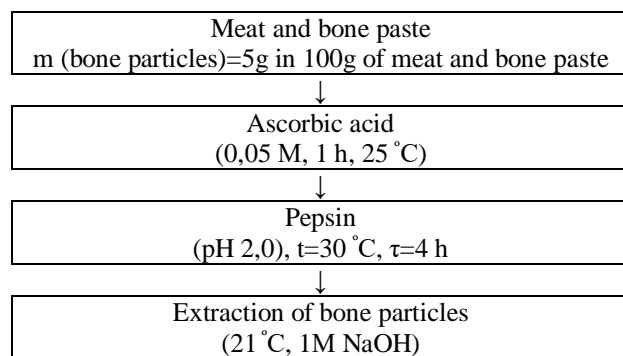 Meat and bone paste
m (bone particles)=5g in 100g of meat and bone paste
↓
Ascorbic acid
(0,05 M, 1 h, 25 ˚C)
↓
Pepsin
(pH 2,0), t=30 ˚C, τ=4 h
↓
Extraction of bone particles
(21 ˚C, 1M NaOH)